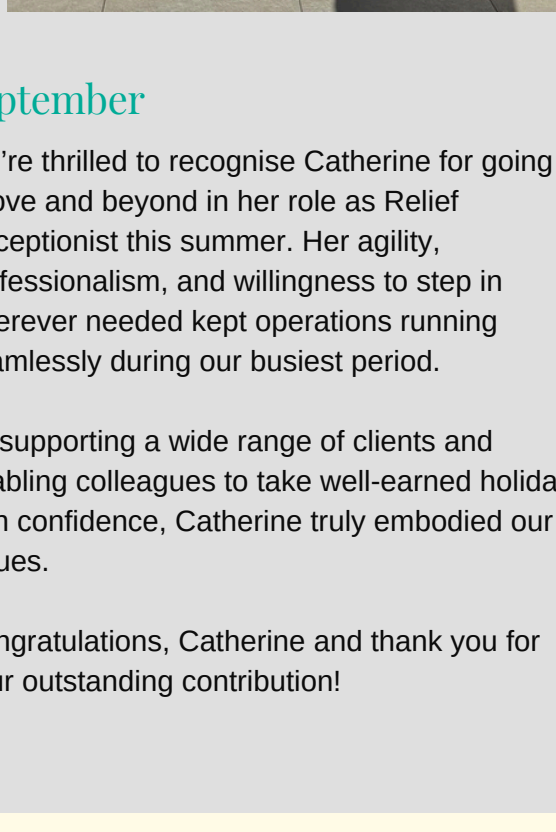 ptember
’re thrilled to recognise Catherine for going
ove and beyond in her role as Relief
ceptionist this summer. Her agility,
fessionalism, and willingness to step in
erever needed kept operations running
amlessly during our busiest period.
supporting a wide range of clients and
abling colleagues to take well-earned holida
n confidence, Catherine truly embodied our
ues.
ngratulations, Catherine and thank you for
ur outstanding contribution!